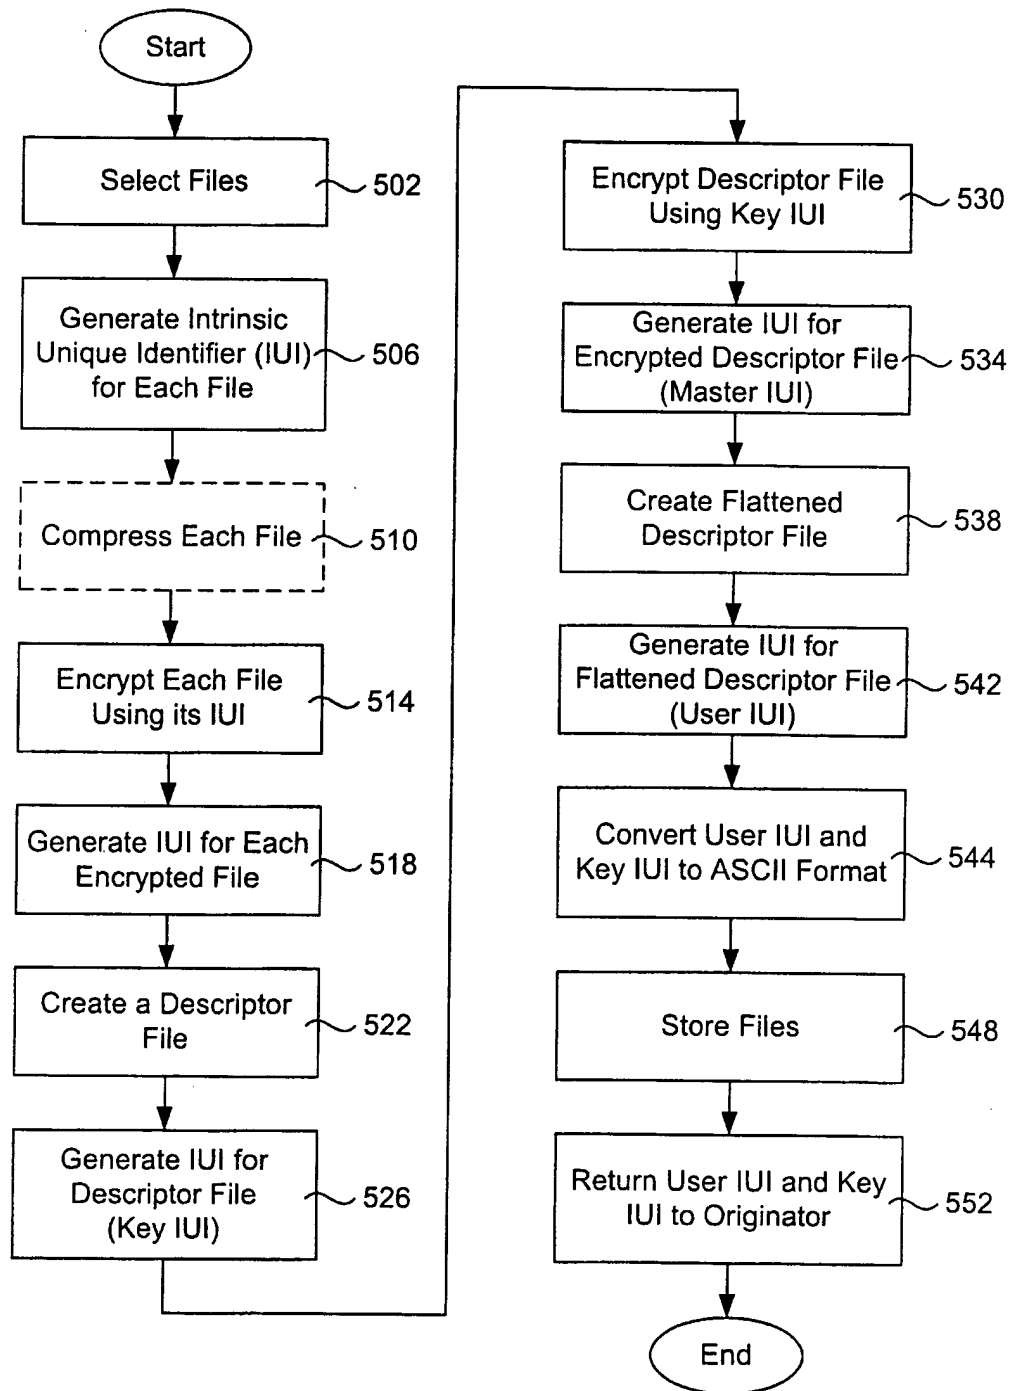 Start
Select Files
502
Generate Intrinsic
Unique Identifier (IUI)
for Each File
506
Compress Each File
510
Encrypt Each File
Using its IUI
514
Generate IUI for Each
Encrypted File
518
Create a Descriptor
File
522
Generate IUI for
Descriptor File
(Key IUI)
526
Encrypt Descriptor File
Using Key IUI
530
Generate IUI for
Encrypted Descriptor File
(Master IUI)
534
Create Flattened
Descriptor File
538
Generate IUI for
Flattened Descriptor File
(User IUI)
542
Convert User IUI and
Key IUI to ASCII Format
544
Store Files
548
Return User IUI and Key
IUI to Originator
552
End